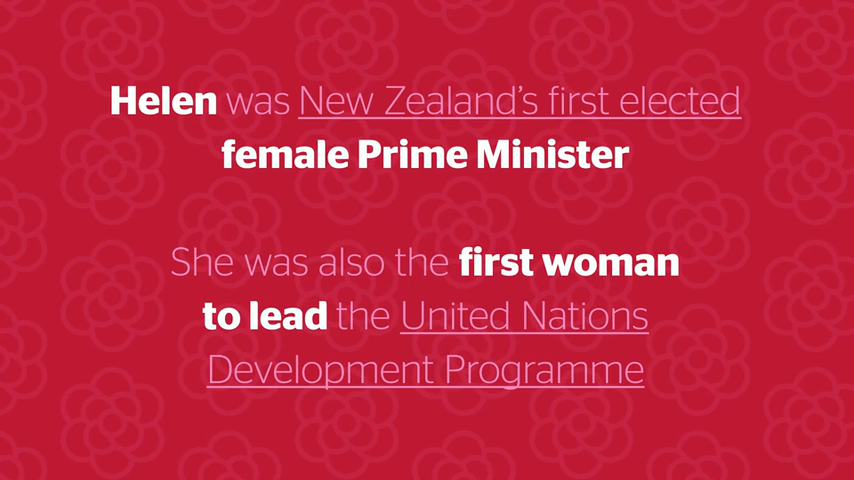 Helen was New Zealand’s first elected
female Prime Minister
She was also the first woman
to lead the United Nations
Development Programme